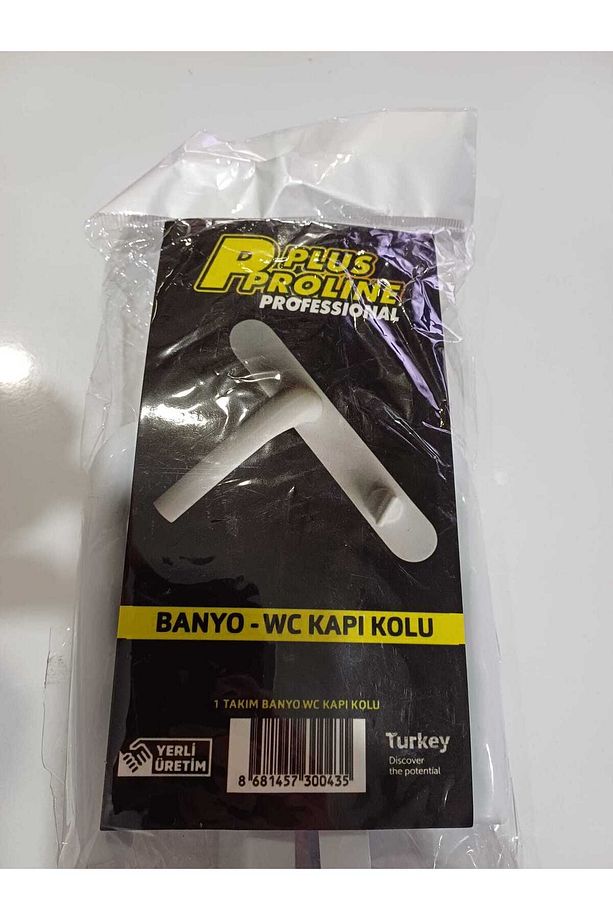 P-PLUS
PROLINE
PROFESSIONAL
BANYO - WC KAPI KOLU
1 TAKIM BANYO WC KAPI KOLU
YERLİ
ÜRETİM
8 681457 300435
Turkey
Discover
the potential